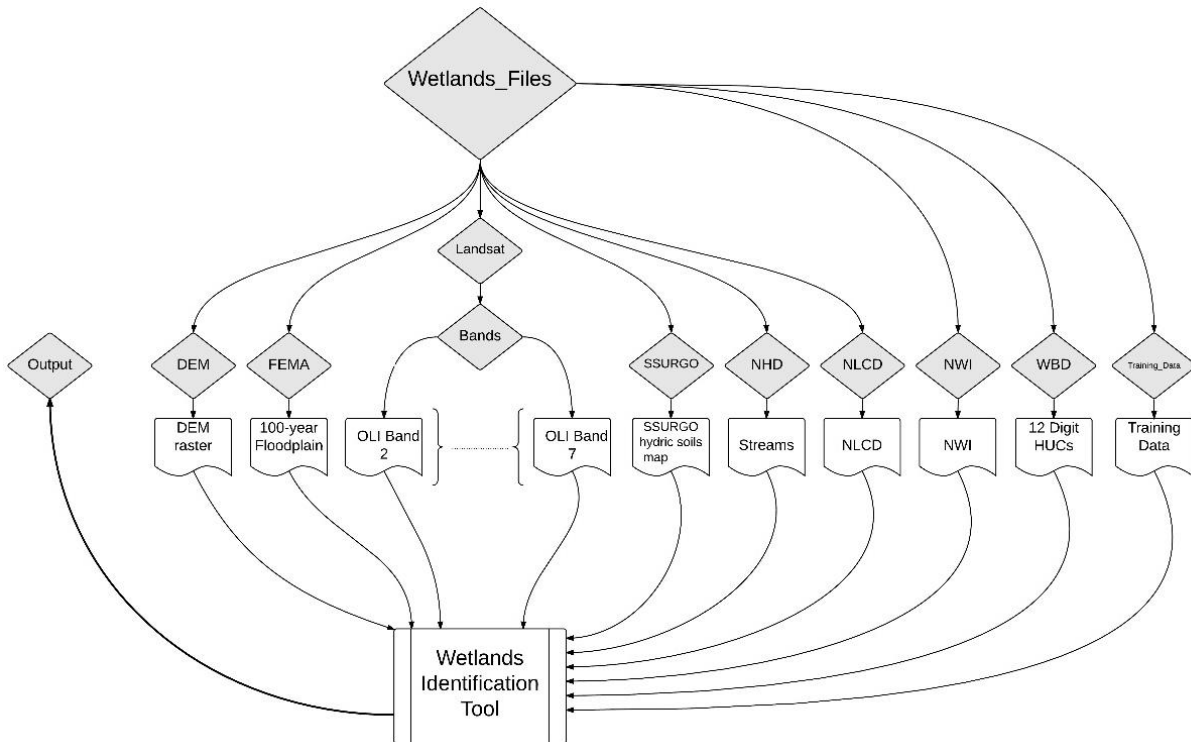 Wetlands_Files
Landsat
Bands
Output
DEM
FEMA
SSURGO
NHD
NLCD
NWI
WBD
Training_Data
DEM
raster
100-year
Floodplain
OLI Band
2
OLI Band
7
SSURGO
hydric soils
map
Streams
NLCD
NWI
12 Digit
HUCs
Training
Data
Wetlands
Identification
Tool